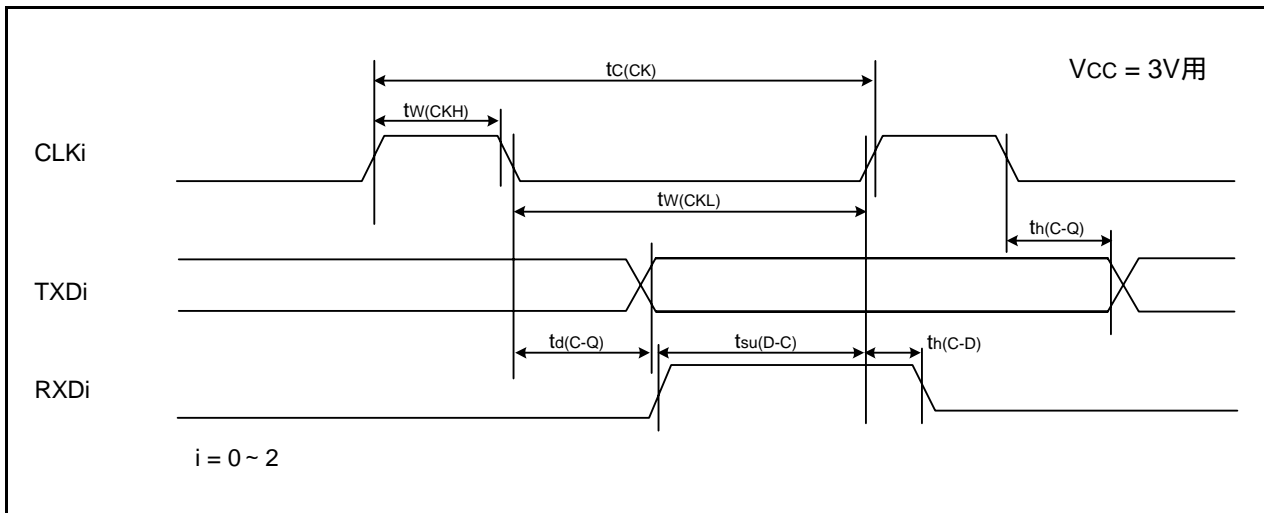 tC(CK)
VCC = 3V用
tW(CKH)
CLKi
tW(CKL)
th(C-Q)
TXDi
td(C-Q)
tsu(D-C)
th(C-D)
RXDi
i = 0 ~ 2